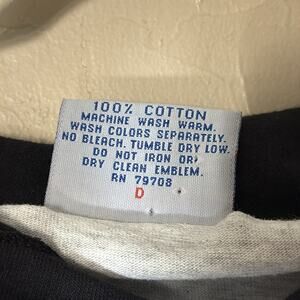 100% COTTON
MACHINE WASH WARM.
WASH COLORS SEPARATELY.
NO BLEACH. TUMBLE DRY LOW.
DO NOT IRON OR
DRY CLEAN EMBLEM.
RN 79708
D